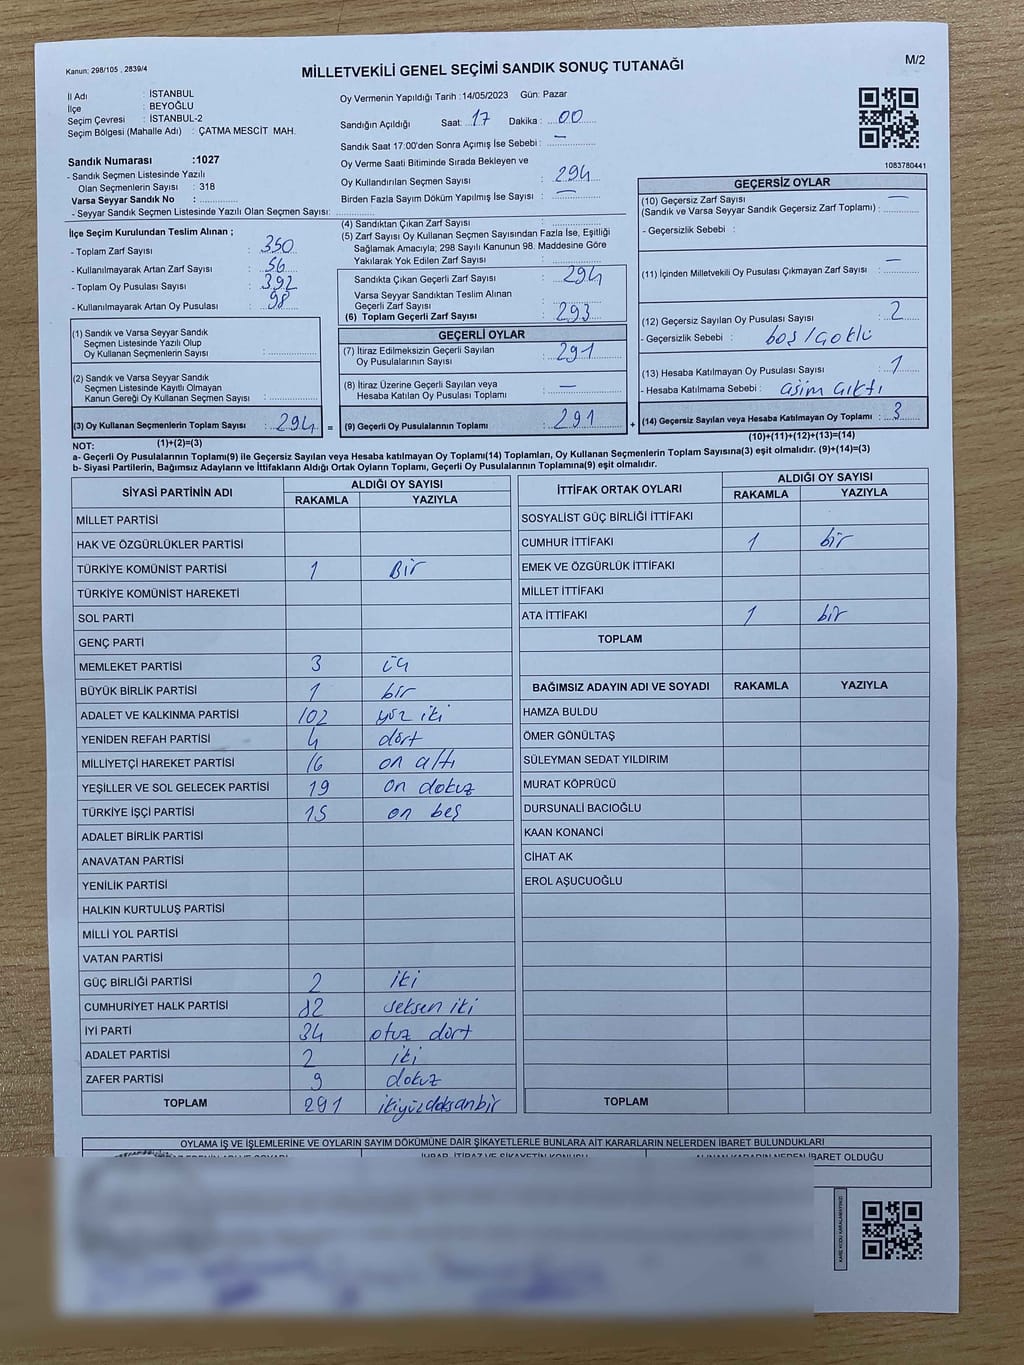 Kanun: 298/105 , 2839/4
MİLLETVEKİLİ GENEL SEÇİMİ SANDIK SONUÇ TUTANAĞI
M/2
İl Adı : İSTANBUL
İlçe : BEYOĞLU
Seçim Çevresi : İSTANBUL-2
Seçim Bölgesi (Mahalle Adı) : ÇATMA MESCİT MAH.
Sandık Numarası :1027
- Sandık Seçmen Listesinde Yazılı
Olan Seçmenlerin Sayısı : 318
Varsa Seyyar Sandık No :
- Seyyar Sandık Seçmen Listesinde Yazılı Olan Seçmen Sayısı:
Oy Vermenin Yapıldığı Tarih :14/05/2023 Gün: Pazar
Sandığın Açıldığı Saat: 17 Dakika : 00
Sandık Saat 17:00'den Sonra Açımış İse Sebebi : —
Oy Verme Saati Bitiminde Sırada Bekleyen ve
Oy Kullandırılan Seçmen Sayısı : 294
Birden Fazla Sayım Döküm Yapılmış İse Sayısı : —
1083780441
İlçe Seçim Kurulundan Teslim Alınan ;
- Toplam Zarf Sayısı : 350
- Kullanılmayarak Artan Zarf Sayısı : 56
- Toplam Oy Pusulası Sayısı : 392
- Kullanılmayarak Artan Oy Pusulası : 98
(1) Sandık ve Varsa Seyyar Sandık
Seçmen Listesinde Yazılı Olup
Oy Kullanan Seçmenlerin Sayısı :
(2) Sandık ve Varsa Seyyar Sandık
Seçmen Listesinde Kayıtlı Olmayan
Kanun Gereği Oy Kullanan Seçmen Sayısı :
(3) Oy Kullanan Seçmenlerin Toplam Sayısı : 294 =
(1)+(2)=(3)
(4) Sandıktan Çıkan Zarf Sayısı :
(5) Zarf Sayısı Oy Kullanan Seçmen Sayısından Fazla İse, Eşitliği
Sağlamak Amacıyla; 298 Sayılı Kanunun 98. Maddesine Göre
Yakılarak Yok Edilen Zarf Sayısı :
Sandıkta Çıkan Geçerli Zarf Sayısı : 294
Varsa Seyyar Sandıktan Teslim Alınan
Geçerli Zarf Sayısı :
(6) Toplam Geçerli Zarf Sayısı : 293
GEÇERLİ OYLAR
(7) İtiraz Edilmeksizin Geçerli Sayılan
Oy Pusulalarının Sayısı : 291
(8) İtiraz Üzerine Geçerli Sayılan veya
Hesaba Katılan Oy Pusulası Toplamı : —
(9) Geçerli Oy Pusulalarının Toplamı : 291 +
GEÇERSİZ OYLAR
(10) Geçersiz Zarf Sayısı —
(Sandık ve Varsa Seyyar Sandık Geçersiz Zarf Toplamı) :
- Geçersizlik Sebebi :
(11) İçinden Milletvekili Oy Pusulası Çıkmayan Zarf Sayısı : —
(12) Geçersiz Sayılan Oy Pusulası Sayısı : 2
- Geçersizlik Sebebi : boş/çoklu
(13) Hesaba Katılmayan Oy Pusulası Sayısı : 1
- Hesaba Katılmama Sebebi :
(14) Geçersiz Sayılan veya Hesaba Katılmayan Oy Toplamı : 3
(10)+(11)+(12)+(13)=(14)
NOT:
a- Geçerli Oy Pusulalarının Toplamı(9) ile Geçersiz Sayılan veya Hesaba katılmayan Oy Toplamı(14) Toplamları, Oy Kullanan Seçmenlerin Toplam Sayısına(3) eşit olmalıdır. (9)+(14)=(3)
b- Siyasi Partilerin, Bağımsız Adayların ve İttifakların Aldığı Ortak Oyların Toplamı, Geçerli Oy Pusulalarının Toplamına(9) eşit olmalıdır.
SİYASİ PARTİNİN ADI ALDIĞI OY SAYISI
RAKAMLA YAZIYLA
MİLLET PARTİSİ
HAK VE ÖZGÜRLÜKLER PARTİSİ
TÜRKİYE KOMÜNİST PARTİSİ 1 Bir
TÜRKİYE KOMÜNİST HAREKETİ
SOL PARTİ
GENÇ PARTİ
MEMLEKET PARTİSİ 3 üç
BÜYÜK BİRLİK PARTİSİ 1 bir
ADALET VE KALKINMA PARTİSİ 102 yüz iki
YENİDEN REFAH PARTİSİ 4 dört
MİLLİYETÇİ HAREKET PARTİSİ 16 on altı
YEŞİLLER VE SOL GELECEK PARTİSİ 19 on dokuz
TÜRKİYE İŞÇİ PARTİSİ 15 on beş
ADALET BİRLİK PARTİSİ
ANAVATAN PARTİSİ
YENİLİK PARTİSİ
HALKIN KURTULUŞ PARTİSİ
MİLLİ YOL PARTİSİ
VATAN PARTİSİ
GÜÇ BİRLİĞİ PARTİSİ 2 iki
CUMHURİYET HALK PARTİSİ 82 seksen iki
İYİ PARTİ 34 otuz dört
ADALET PARTİSİ 2 iki
ZAFER PARTİSİ 9 dokuz
TOPLAM 291 ikiyüzdoksanbir
İTTİFAK ORTAK OYLARI ALDIĞI OY SAYISI
RAKAMLA YAZIYLA
SOSYALİST GÜÇ BİRLİĞİ İTTİFAKI
CUMHUR İTTİFAKI 1 bir
EMEK VE ÖZGÜRLÜK İTTİFAKI
MİLLET İTTİFAKI
ATA İTTİFAKI 1 bir
TOPLAM
BAĞIMSIZ ADAYIN ADI VE SOYADI RAKAMLA YAZIYLA
HAMZA BULDU
ÖMER GÖNÜLTAŞ
SÜLEYMAN SEDAT YILDIRIM
MURAT KÖPRÜCÜ
DURSUNALİ BACIOĞLU
KAAN KONANCİ
CİHAT AK
EROL AŞUCUOĞLU
TOPLAM
OYLAMA İŞ VE İŞLEMLERİNE VE OYLARIN SAYIM DÖKÜMÜNE DAİR ŞİKAYETLERLE BUNLARA AİT KARARLARIN NELERDEN İBARET BULUNDUKLARI
İHBAR, İTİRAZ VE ŞİKAYETİN KONUSU ALINAN KARARIN NEDEN İBARET OLDUĞU